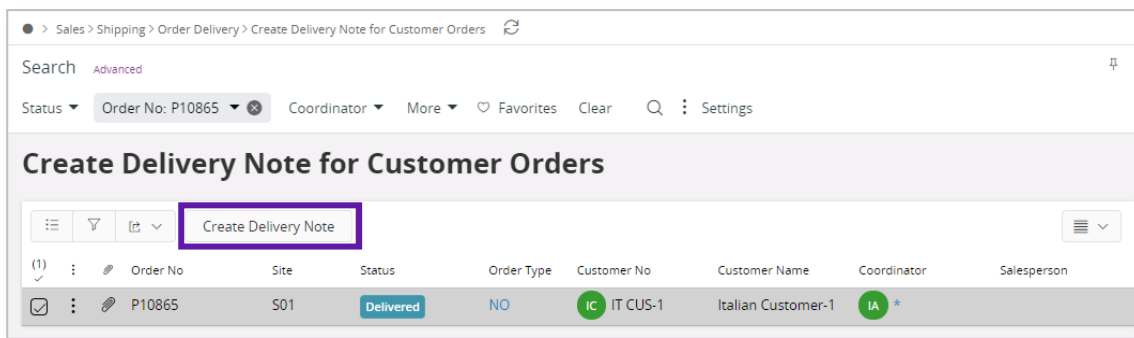 > Sales > Shipping > Order Delivery > Create Delivery Note for Customer Orders
Search Advanced
Status Order No: P10865 Coordinator More Favorites Clear Settings
Create Delivery Note for Customer Orders
Create Delivery Note
(1) Order No Site Status Order Type Customer No Customer Name Coordinator Salesperson
P10865 S01 Delivered NO IC IT CUS-1 Italian Customer-1 IA *